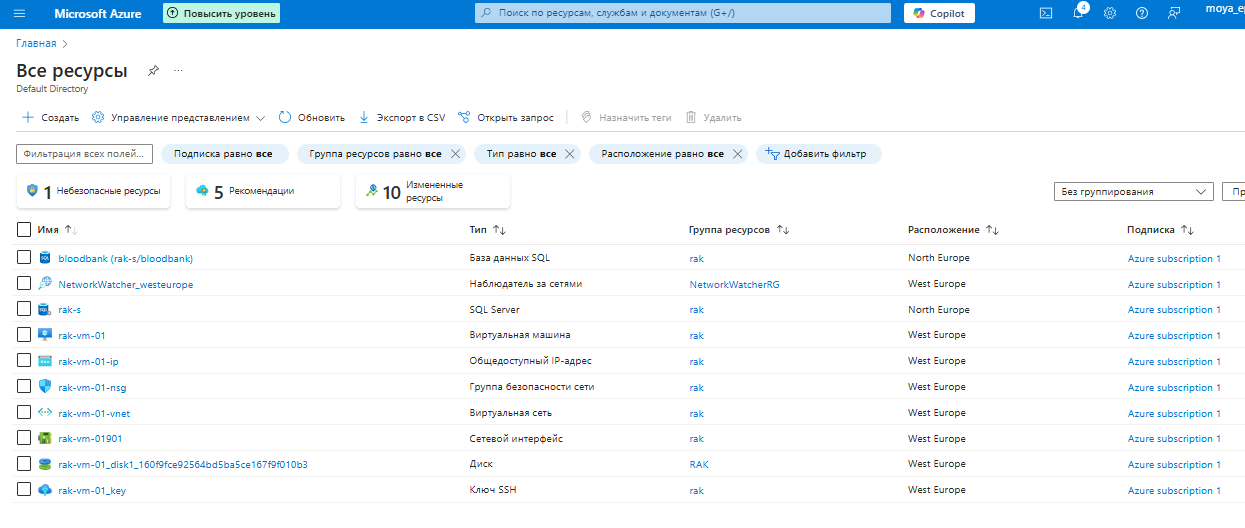 Microsoft Azure
Повысить уровень
Поиск по ресурсам, службам и документам (G+/)
Copilot
4
Главная
Все ресурсы
...
Default Directory
Создать Управление представлением Обновить Экспорт в CSV Открыть запрос Назначить теги Удалить
Фильтрация всех полей... Подписка равно все Группа ресурсов равно все Тип равно все Расположение равно все Добавить фильтр
1 Небезопасные ресурсы 5 Рекомендации 10 Измененные
ресурсы
Без группирования
Имя Тип Группа ресурсов Расположение Подписка
bloodbank (rak-s/bloodbank) База данных SQL rak North Europe Azure subscription 1
NetworkWatcher_westeurope Наблюдатель за сетями NetworkWatcherRG West Europe Azure subscription 1
rak-s SQL Server rak North Europe Azure subscription 1
rak-vm-01 Виртуальная машина rak West Europe Azure subscription 1
rak-vm-01-ip Общедоступный IP-адрес rak West Europe Azure subscription 1
rak-vm-01-nsg Группа безопасности сети rak West Europe Azure subscription 1
rak-vm-01-vnet Виртуальная сеть rak West Europe Azure subscription 1
rak-vm-01901 Сетевой интерфейс rak West Europe Azure subscription 1
rak-vm-01_disk1_160f9fce92564bd5ba5ce167f9f010b3 Диск RAK West Europe Azure subscription 1
rak-vm-01_key Ключ SSH rak West Europe Azure subscription 1